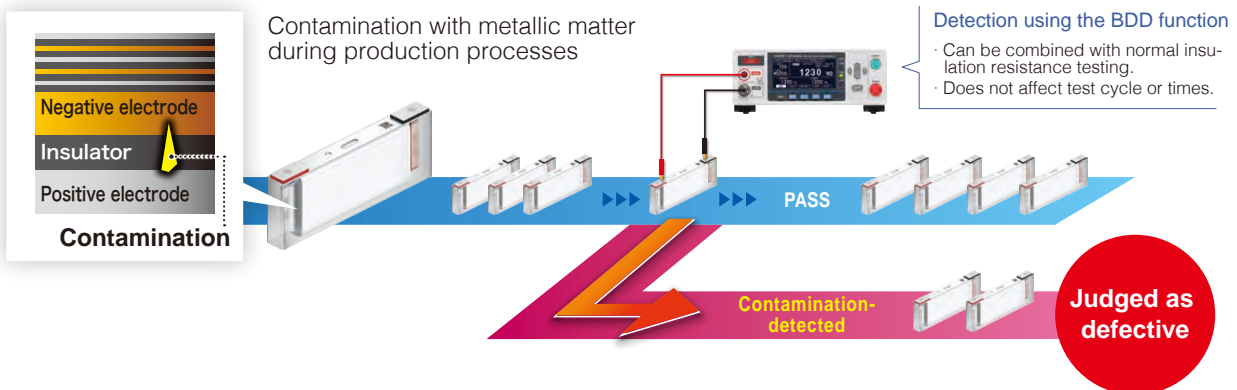 Contamination with metallic matter
during production processes
Negative electrode
Insulator
Positive electrode
Contamination
Detection using the BDD function
· Can be combined with normal insu-
lation resistance testing.
· Does not affect test cycle or times.
1230 MΩ
PASS
Contamination-
detected
Judged as
defective